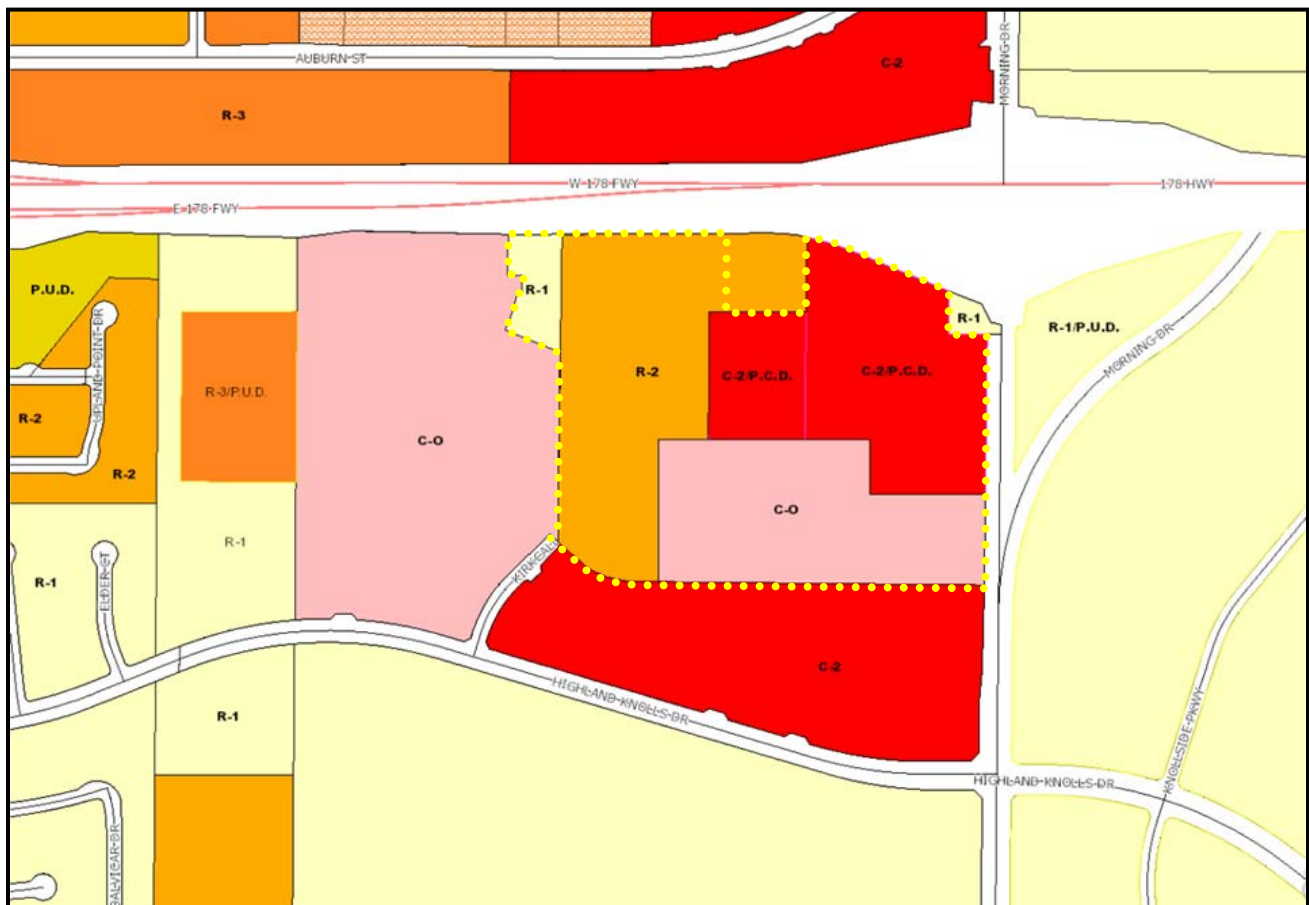 MORNING-DR
AUBURN ST
C-2
R-3
W-178-FWY
178-HWY
E-178-FWY
P.U.D.
R-1
R-1
R-1/P.U.D.
UPLAND-POINT-DR
MORNING-DR
R-2
C-2/P.C.D.
C-2/P.C.D.
R-3/P.U.D.
R-2
C-O
R-2
C-O
R-1
R-1
ELDER-CT
C-2
HIGHLAND-KNOLLS-DR
R-1
KNOLLSIDE-PKWY
HIGHLAND-KNOLLS-DR